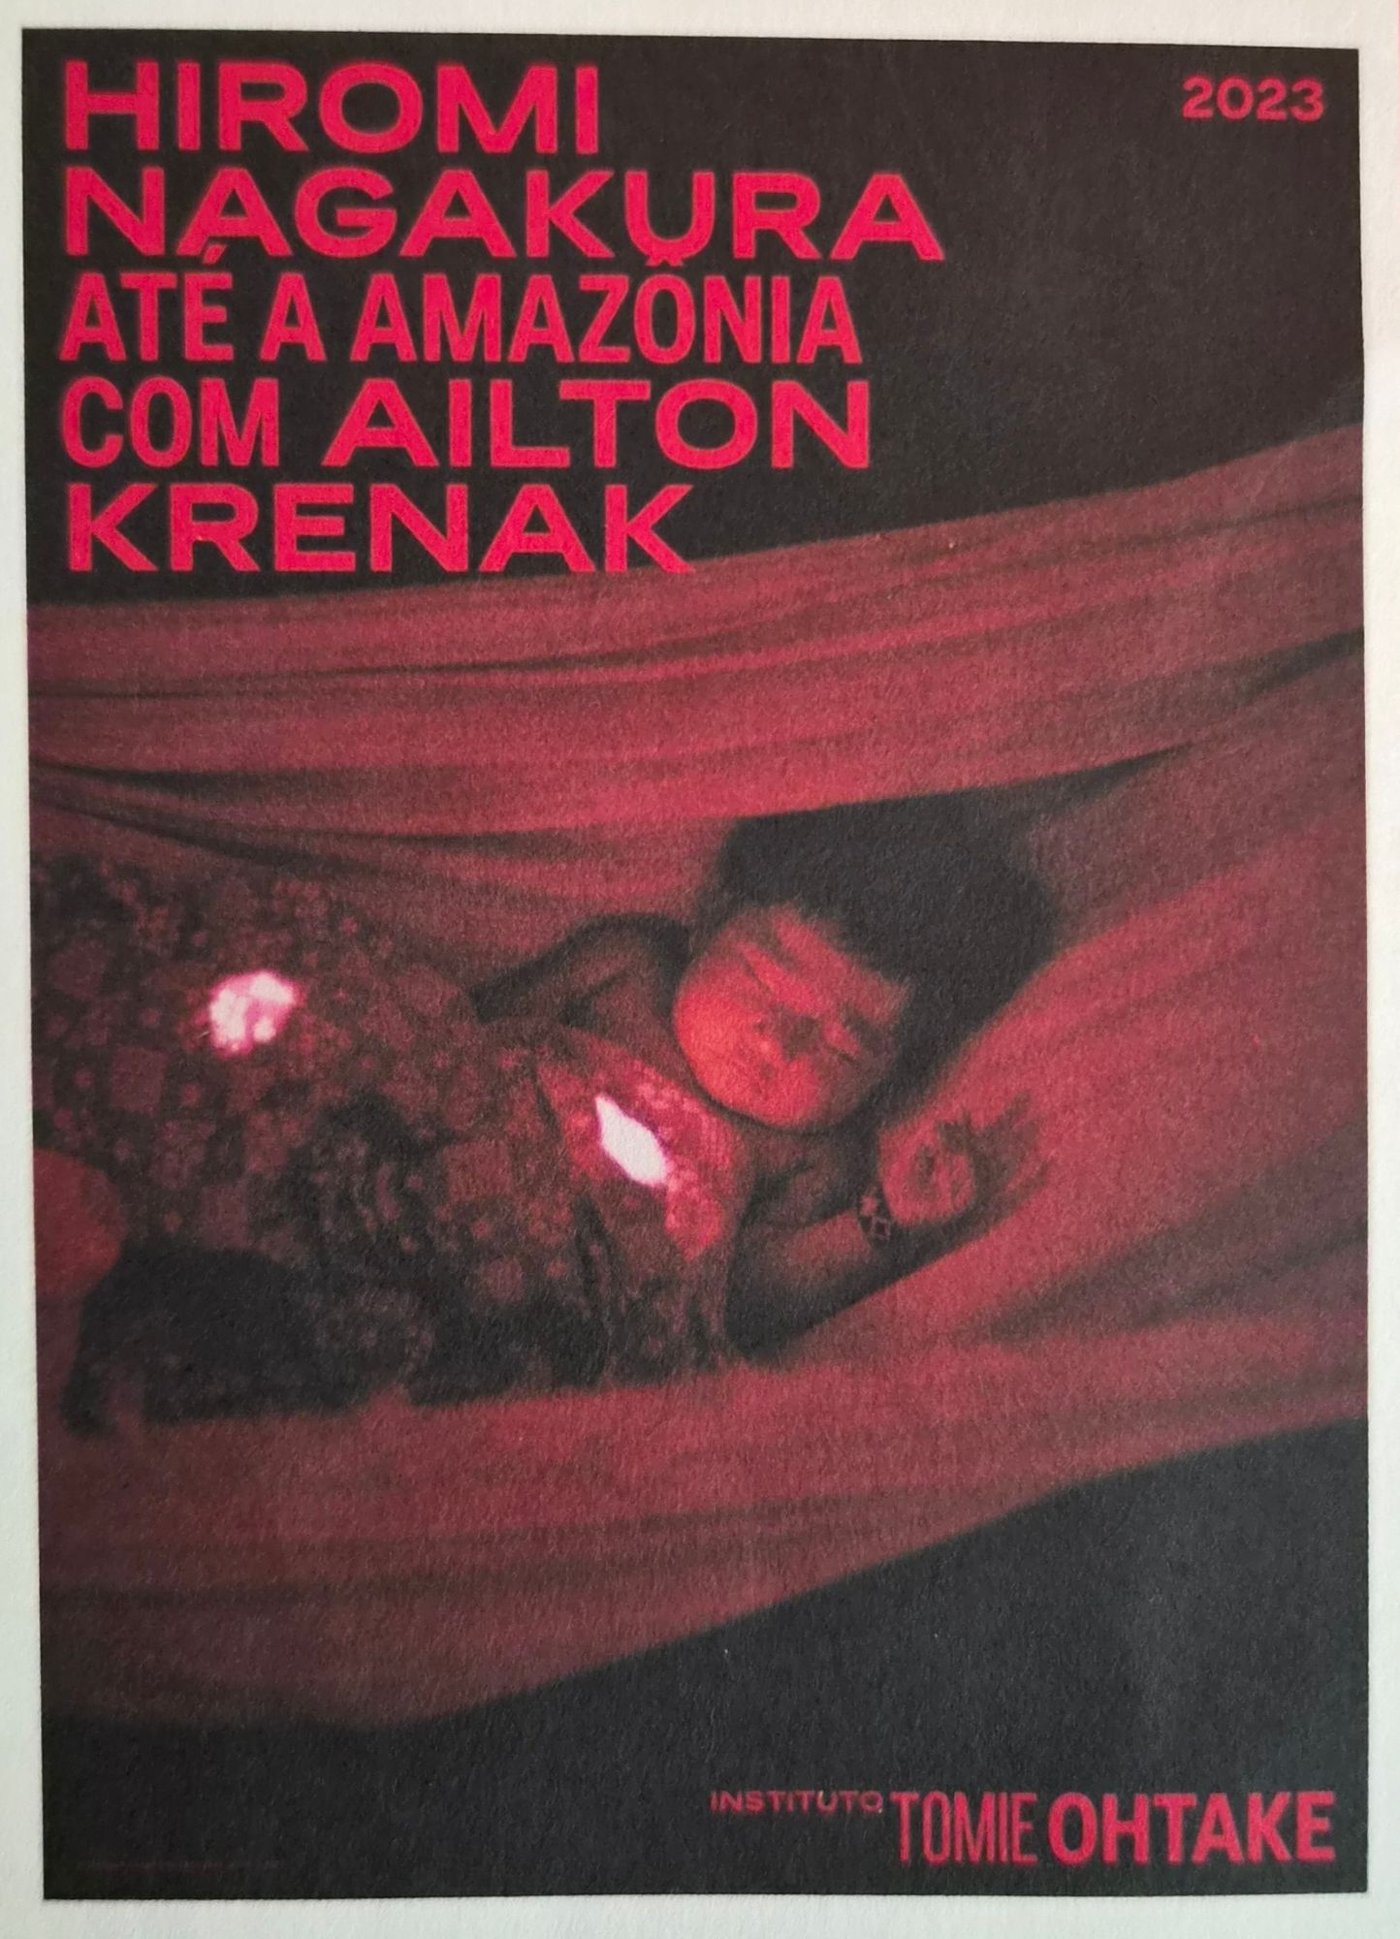 HIROMI
NAGAKURA
ATÉ A AMAZÔNIA
COM AILTON
KRENAK
2023
INSTITUTO TOMIE OHTAKE